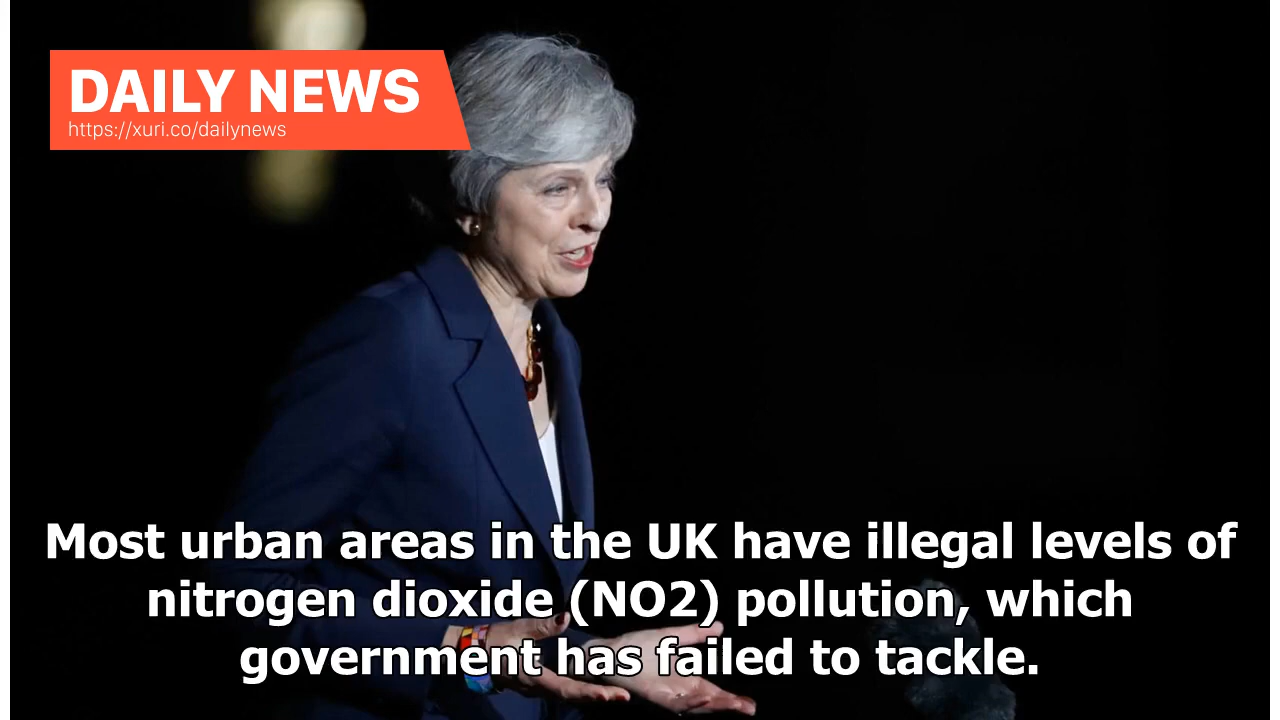 DAILY NEWS
https://xuri.co/dailynews
Most urban areas in the UK have illegal levels of
nitrogen dioxide (NO2) pollution, which
government has failed to tackle.